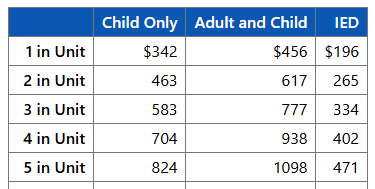 Child Only Adult and Child IED
1 in Unit $342 $456 $196
2 in Unit 463 617 265
3 in Unit 583 777 334
4 in Unit 704 938 402
5 in Unit 824 1098 471